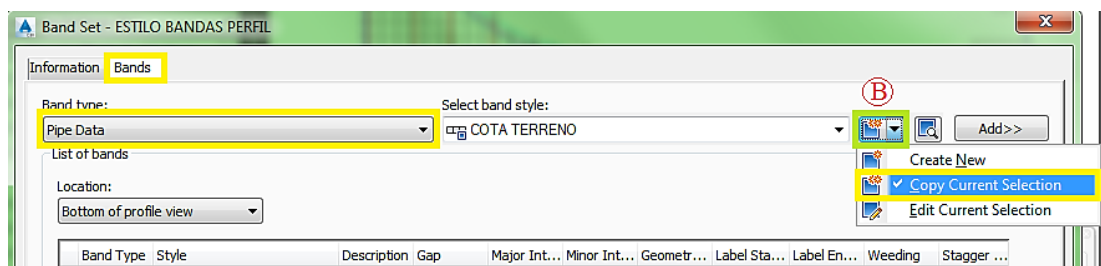 Band Set - ESTILO BANDAS PERFIL
Information Bands
Band type: Select band style: B
Pipe Data COTA TERRENO Add>>
List of bands Create New
Location: Copy Current Selection
Bottom of profile view Edit Current Selection
Band Type Style Description Gap Major Int... Minor Int... Geometr... Label Sta... Label En... Weeding Stagger ...